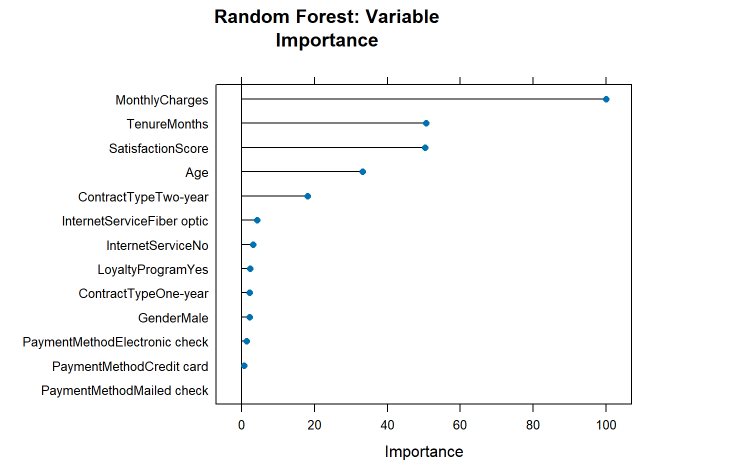 Random Forest: Variable
Importance
MonthlyCharges
TenureMonths
SatisfactionScore
Age
ContractTypeTwo-year
InternetServiceFiber optic
InternetServiceNo
LoyaltyProgramYes
ContractTypeOne-year
GenderMale
PaymentMethodElectronic check
PaymentMethodCredit card
PaymentMethodMailed check
0 20 40 60 80 100
Importance